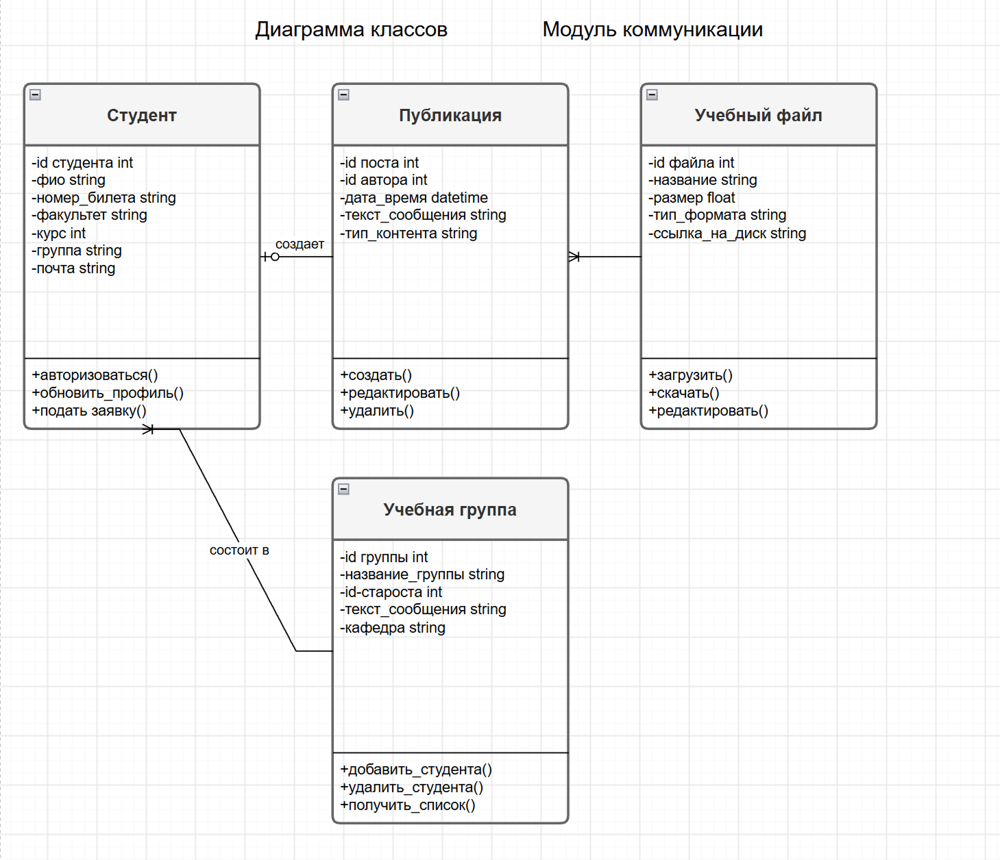 Диаграмма классов
Модуль коммуникации
Студент
-id студента int
-фио string
-номер_билета string
-факультет string
-курс int
-группа string
-почта string
+авторизоваться()
+обновить_профиль()
+подать заявку()
создает
Публикация
-id поста int
-id автора int
-дата_время datetime
-текст_сообщения string
-тип_контента string
+создать()
+редактировать()
+удалить()
Учебный файл
-id файла int
-название string
-размер float
-тип_формата string
-ссылка_на_диск string
+загрузить()
+скачать()
+редактировать()
состоит в
Учебная группа
-id группы int
-название_группы string
-id-староста int
-текст_сообщения string
-кафедра string
+добавить_студента()
+удалить_студента()
+получить_список()